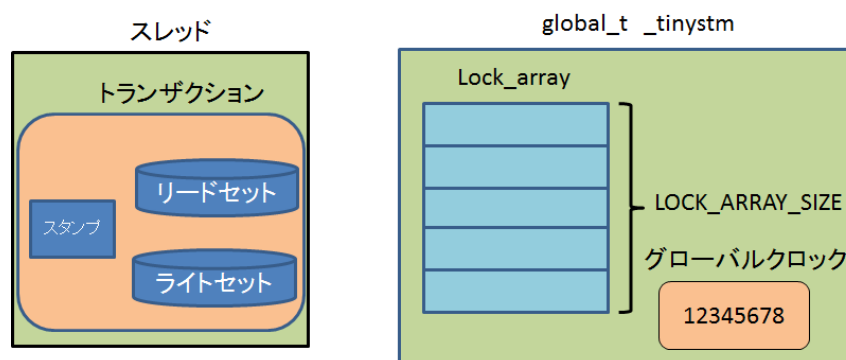 スレッド
トランザクション
スタンプ
リードセット
ライトセット
global_t _tinystm
Lock_array
LOCK_ARRAY_SIZE
グローバルクロック
12345678